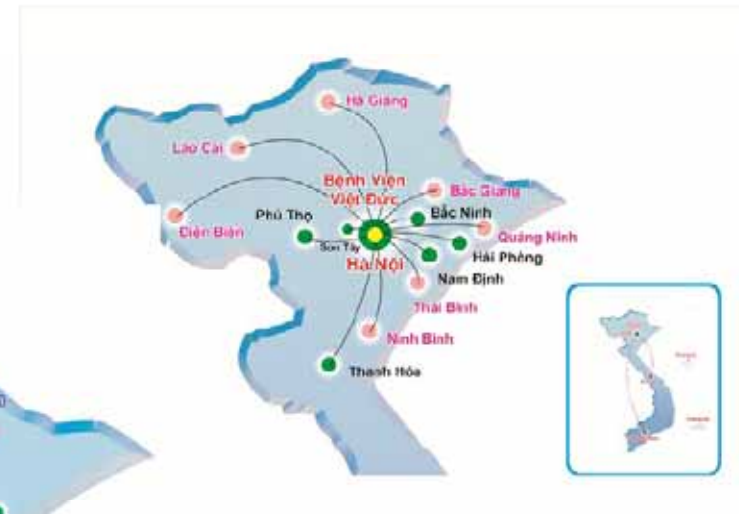 Hà Giang
Lào Cai
Bệnh Viện
Việt Đức
Bắc Giang
Phú Thọ
Bắc Ninh
Điện Biên
Sơn Tây
Quảng Ninh
Hải Phòng
Hà Nội
Nam Định
Thái Bình
Ninh Bình
Thanh Hóa